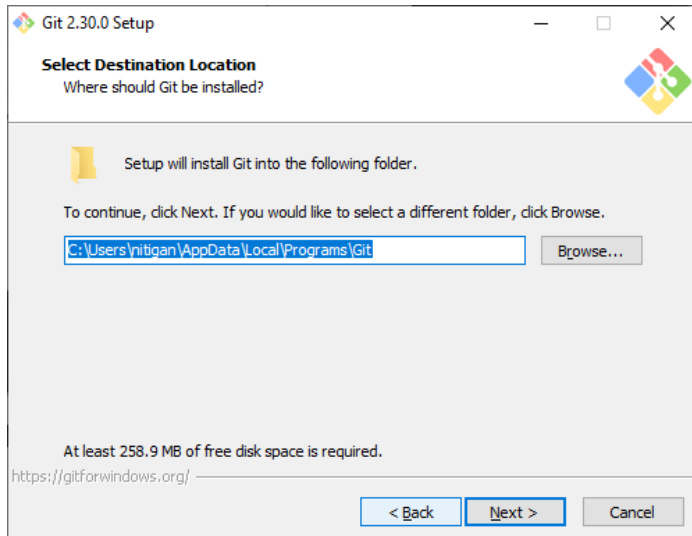 Git 2.30.0 Setup
Select Destination Location
Where should Git be installed?
Setup will install Git into the following folder.
To continue, click Next. If you would like to select a different folder, click Browse.
C:\Users\nitigan\AppData\Local\Programs\Git
Browse...
At least 258.9 MB of free disk space is required.
https://gitforwindows.org/
< Back
Next >
Cancel